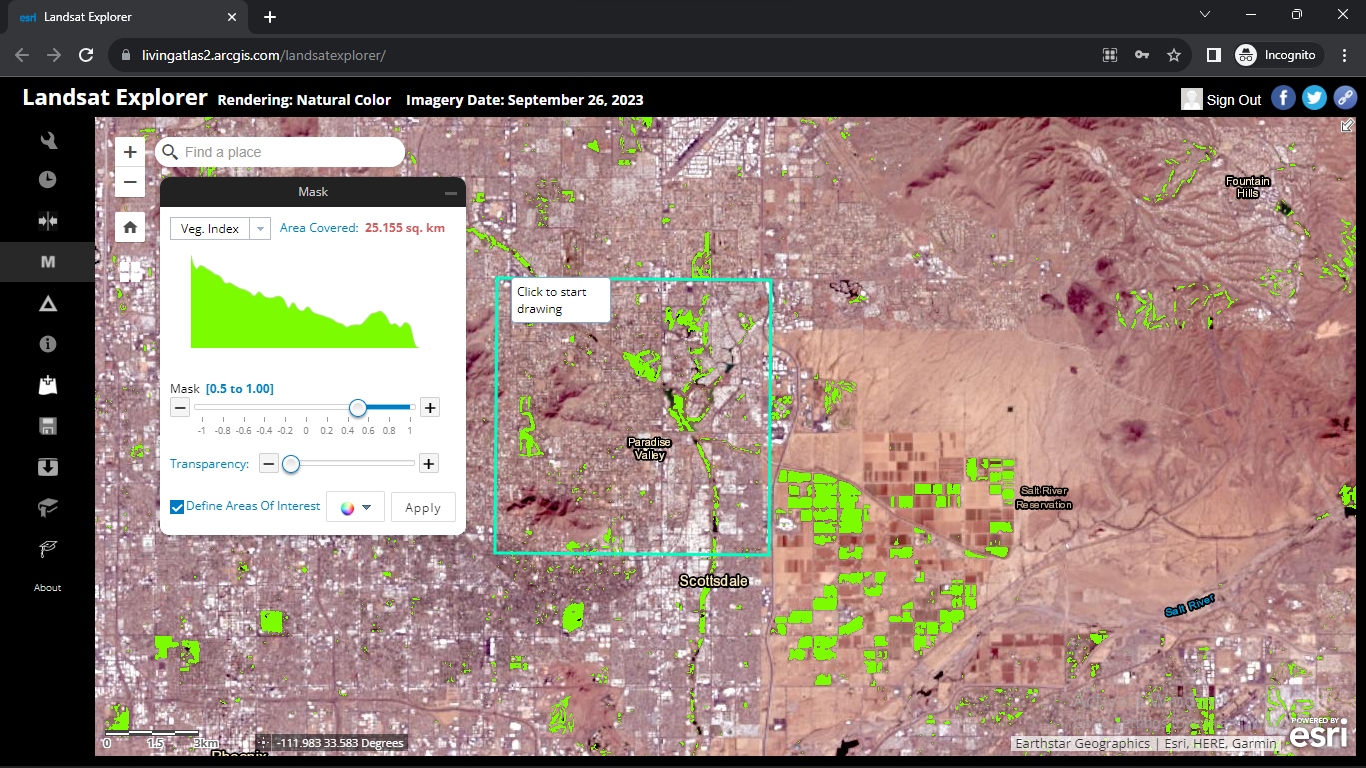 esri Landsat Explorer
livingatlas2.arcgis.com/landsatexplorer/
Incognito
Landsat Explorer Rendering: Natural Color Imagery Date: September 26, 2023
Sign Out
M
About
+
−
Find a place
Mask
Veg. Index
Area Covered: 25.155 sq. km
Mask [0.5 to 1.00]
− +
-1 -0.8 -0.6 -0.4 -0.2 0 0.2 0.4 0.6 0.8 1
Transparency: − +
Define Areas Of Interest
Apply
Click to start
drawing
Fountain
Hills
Paradise
Valley
Salt River
Reservation
Scottsdale
Salt River
Phoenix
0 1.5 3km
-111.983 33.583 Degrees
Earthstar Geographics | Esri, HERE, Garmin
POWERED BY
esri